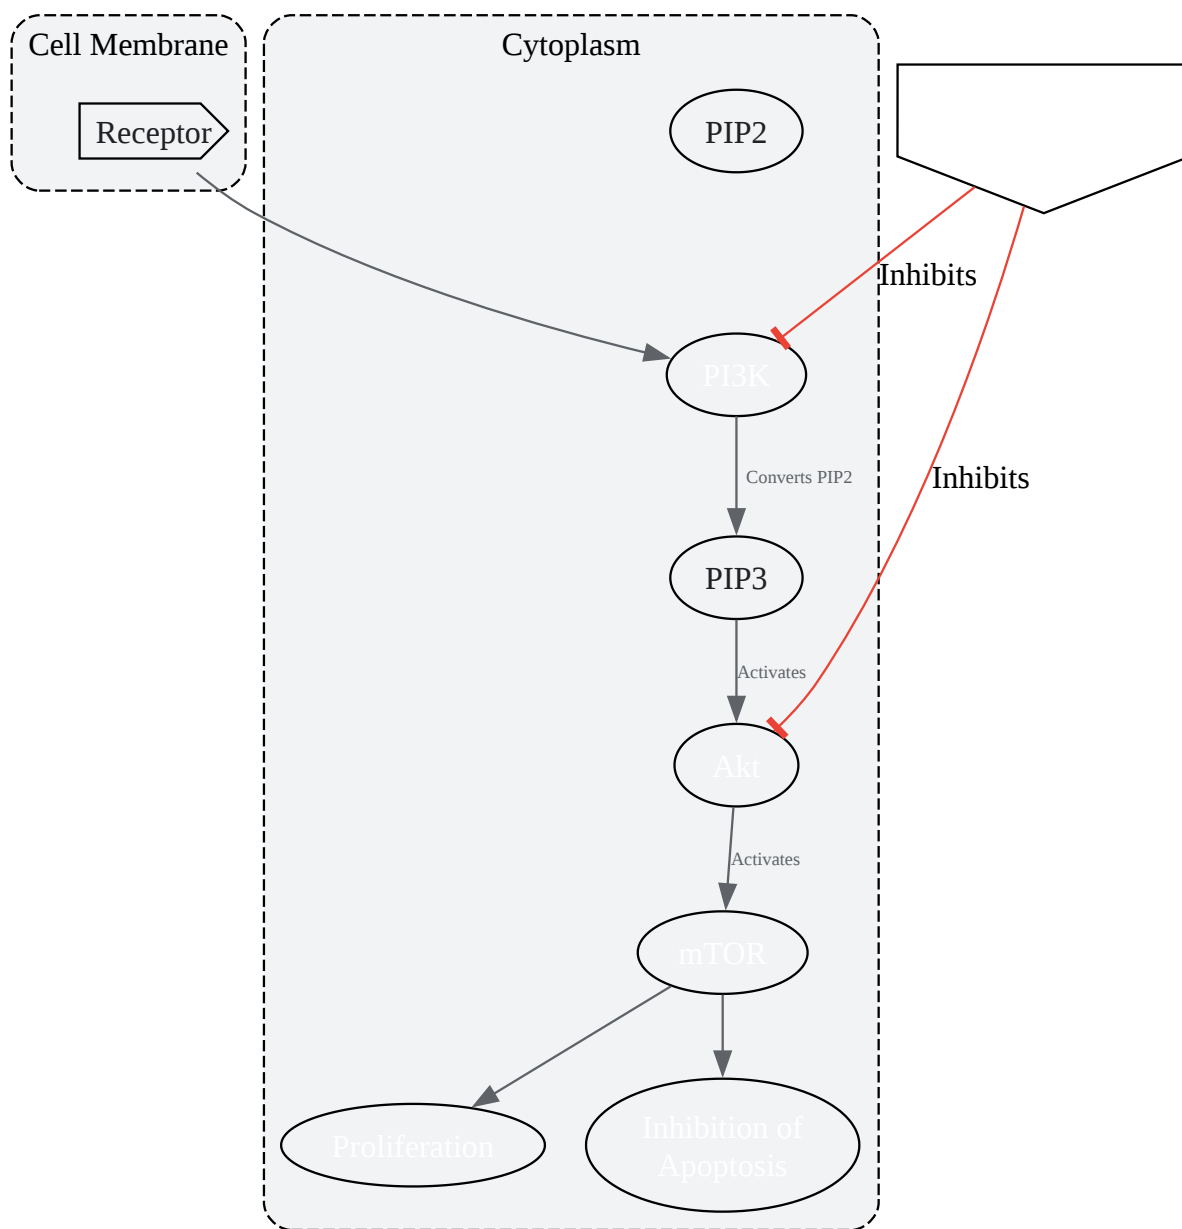 Cell Membrane
Cytoplasm
Receptor
PIP2
Inhibits
PI3K
Converts PIP2
Inhibits
PIP3
Activates
Akt
Activates
mTOR
Proliferation
Inhibition of
Apoptosis